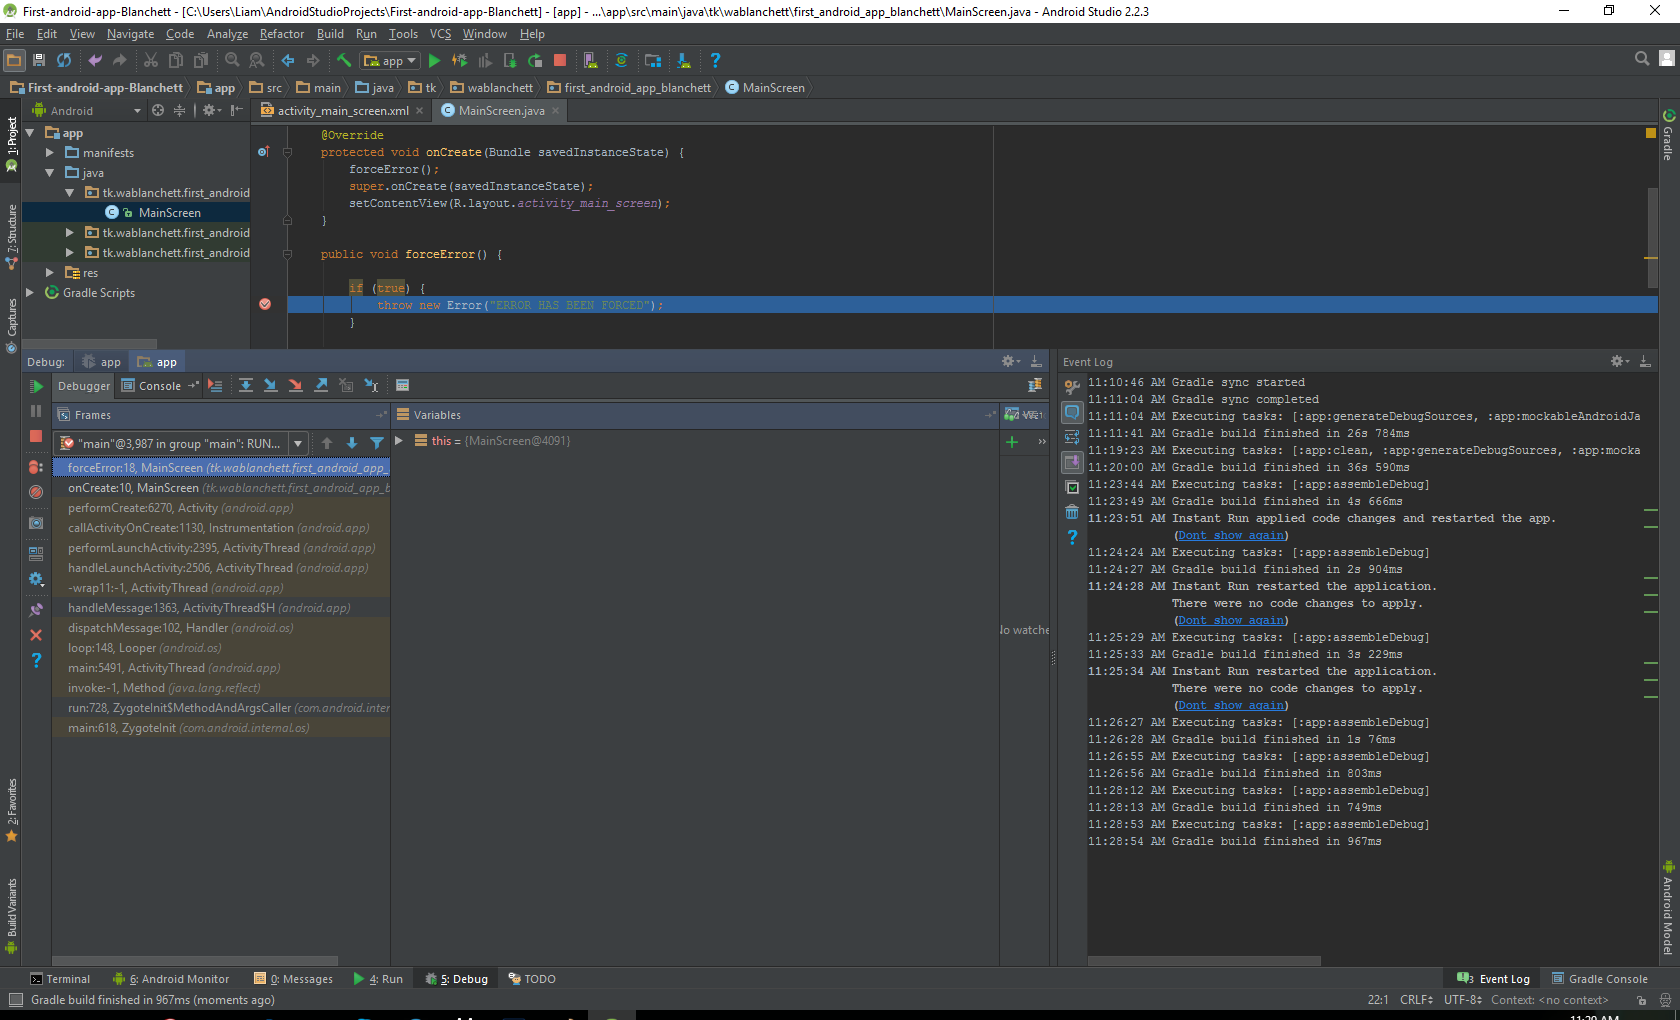 First-android-app-Blanchett - [C:\Users\Liam\AndroidStudioProjects\First-android-app-Blanchett] - [app] - ...\app\src\main\java\tk\wablanchett\first_android_app_blanchett\MainScreen.java - Android Studio 2.2.3
File Edit View Navigate Code Analyze Refactor Build Run Tools VCS Window Help
app
First-android-app-Blanchett app src main java tk wablanchett first_android_app_blanchett MainScreen
Android
activity_main_screen.xml
MainScreen.java
1: Project
7: Structure
Captures
2: Favorites
Build Variants
Gradle
Android Model
app
manifests
java
tk.wablanchett.first_android
MainScreen
tk.wablanchett.first_android
tk.wablanchett.first_android
res
Gradle Scripts
@Override
protected void onCreate(Bundle savedInstanceState) {
forceError();
super.onCreate(savedInstanceState);
setContentView(R.layout.activity_main_screen);
}
public void forceError() {
if (true) {
throw new Error("ERROR HAS BEEN FORCED");
}
Debug: app app
Debugger Console
Frames
"main"@3,987 in group "main": RUN...
forceError:18, MainScreen (tk.wablanchett.first_android_app_
onCreate:10, MainScreen (tk.wablanchett.first_android_app_b
performCreate:6270, Activity (android.app)
callActivityOnCreate:1130, Instrumentation (android.app)
performLaunchActivity:2395, ActivityThread (android.app)
handleLaunchActivity:2506, ActivityThread (android.app)
-wrap11:-1, ActivityThread (android.app)
handleMessage:1363, ActivityThread$H (android.app)
dispatchMessage:102, Handler (android.os)
loop:148, Looper (android.os)
main:5491, ActivityThread (android.app)
invoke:-1, Method (java.lang.reflect)
run:728, ZygoteInit$MethodAndArgsCaller (com.android.inter
main:618, ZygoteInit (com.android.internal.os)
Variables
this = {MainScreen@4091}
No watche
Event Log
11:10:46 AM Gradle sync started
11:11:04 AM Gradle sync completed
11:11:04 AM Executing tasks: [:app:generateDebugSources, :app:mockableAndroidJa
11:11:41 AM Gradle build finished in 26s 784ms
11:19:23 AM Executing tasks: [:app:clean, :app:generateDebugSources, :app:mocka
11:20:00 AM Gradle build finished in 36s 590ms
11:23:44 AM Executing tasks: [:app:assembleDebug]
11:23:49 AM Gradle build finished in 4s 666ms
11:23:51 AM Instant Run applied code changes and restarted the app.
(Dont show again)
11:24:24 AM Executing tasks: [:app:assembleDebug]
11:24:27 AM Gradle build finished in 2s 904ms
11:24:28 AM Instant Run restarted the application.
There were no code changes to apply.
(Dont show again)
11:25:29 AM Executing tasks: [:app:assembleDebug]
11:25:33 AM Gradle build finished in 3s 229ms
11:25:34 AM Instant Run restarted the application.
There were no code changes to apply.
(Dont show again)
11:26:27 AM Executing tasks: [:app:assembleDebug]
11:26:28 AM Gradle build finished in 1s 76ms
11:26:55 AM Executing tasks: [:app:assembleDebug]
11:26:56 AM Gradle build finished in 803ms
11:28:12 AM Executing tasks: [:app:assembleDebug]
11:28:13 AM Gradle build finished in 749ms
11:28:53 AM Executing tasks: [:app:assembleDebug]
11:28:54 AM Gradle build finished in 967ms
Terminal 6: Android Monitor 0: Messages 4: Run 5: Debug TODO
3 Event Log Gradle Console
Gradle build finished in 967ms (moments ago)
22:1 CRLF UTF-8 Context: <no context>